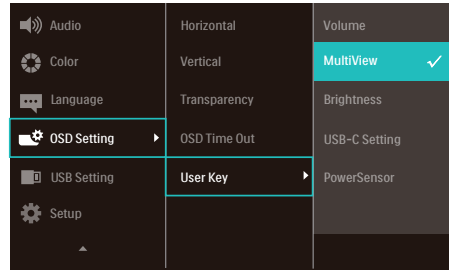 Audio
Color
Language
OSD Setting
USB Setting
Setup
Horizontal
Vertical
Transparency
OSD Time Out
User Key
Volume
MultiView
Brightness
USB-C Setting
PowerSensor